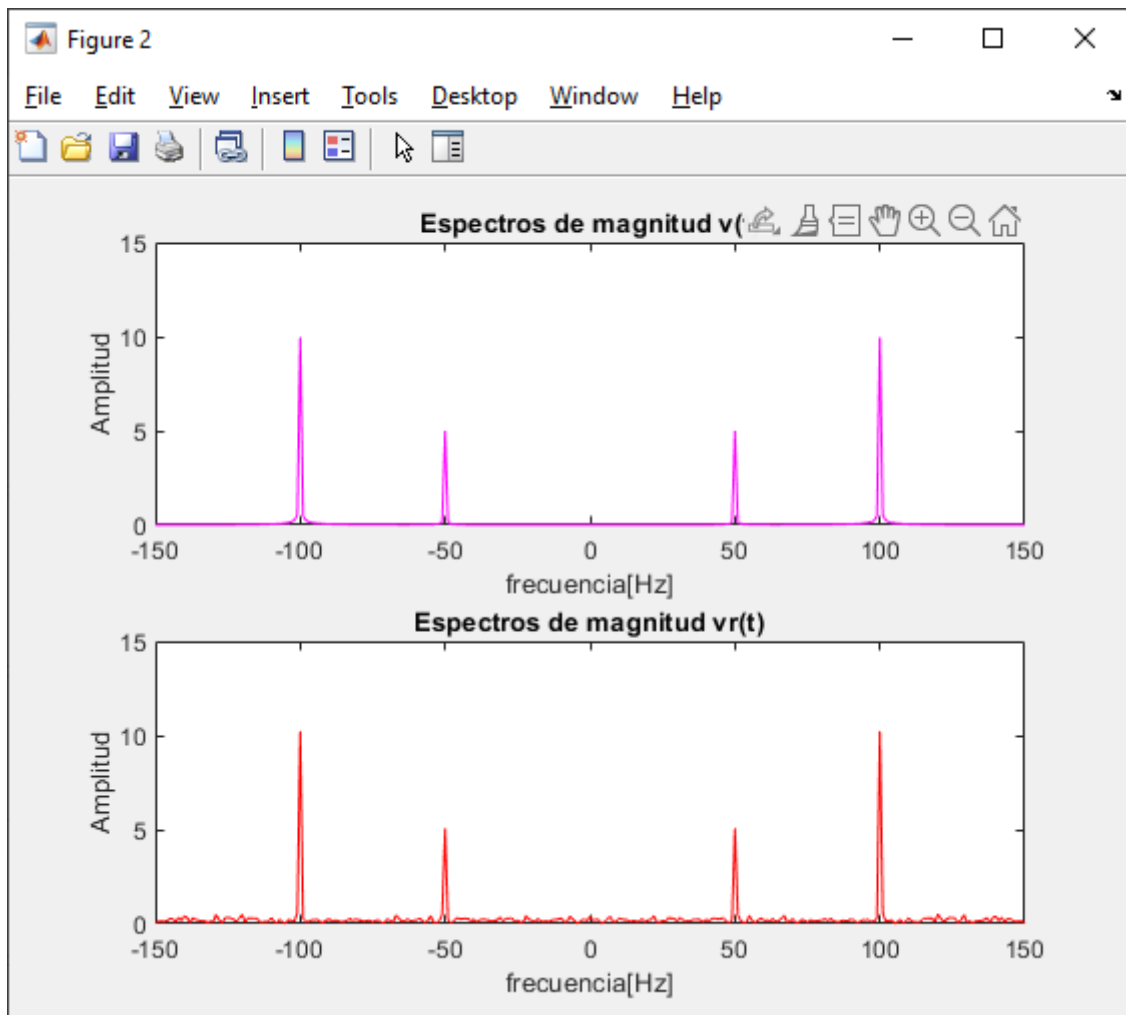 Figure 2
File Edit View Insert Tools Desktop Window Help
Espectros de magnitud v(
15
10
5
0
Amplitud
-150 -100 -50 0 50 100 150
frecuencia[Hz]
Espectros de magnitud vr(t)
15
10
5
0
Amplitud
-150 -100 -50 0 50 100 150
frecuencia[Hz]